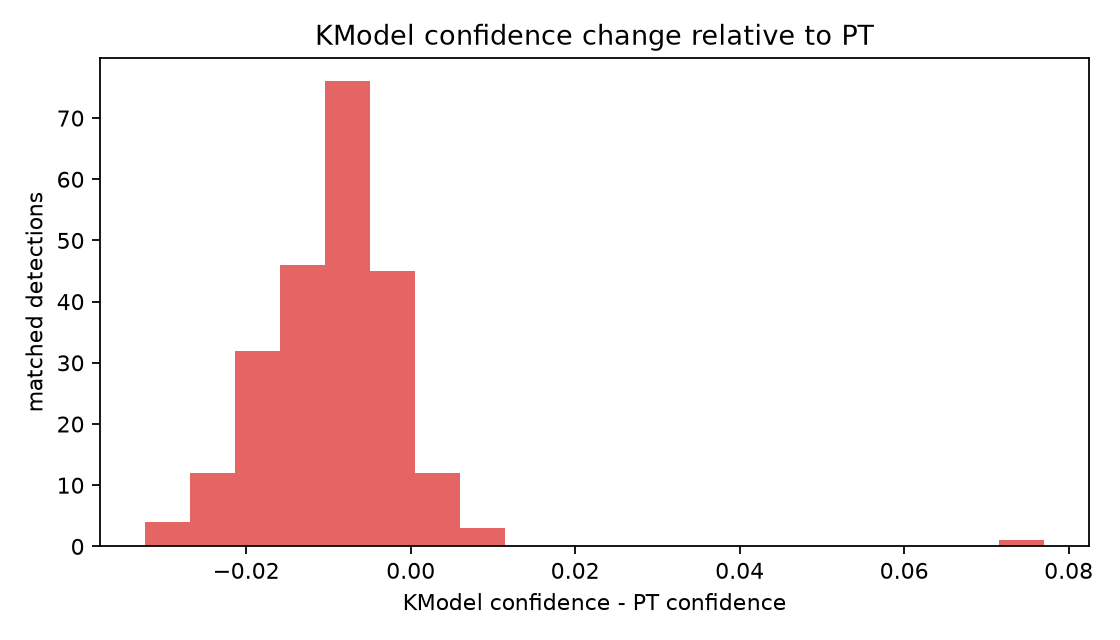 KModel confidence change relative to PT
matched detections
70
60
50
40
30
20
10
0
−0.02 0.00 0.02 0.04 0.06 0.08
KModel confidence - PT confidence